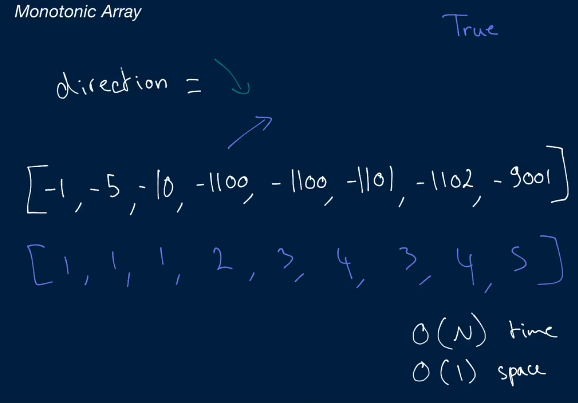 Monotonic Array
True
direction =
[-1, -5, -10, -1100, -1100, -1101, -1102, -9001]
[1, 1, 1, 2, 3, 4, 3, 4, 5]
O(N) time
O(1) space